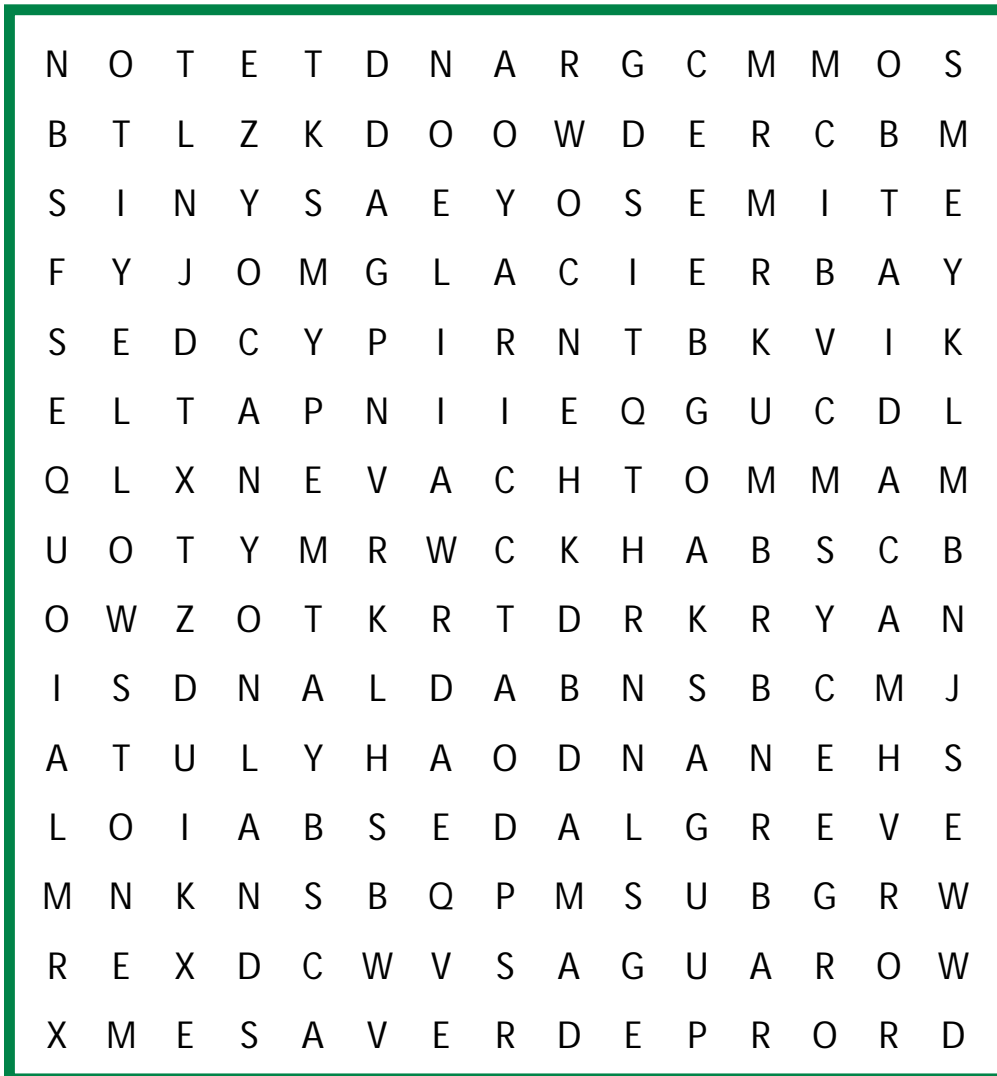 N O T E T D N A R G C M M O S
B T L Z K D O O W D E R C B M
S I N Y S A E Y O S E M I T E
F Y J O M G L A C I E R B A Y
S E D C Y P I R N T B K V I K
E L T A P N I I E Q G U C D L
Q L X N E V A C H T O M M A M
U O T Y M R W C K H A B S C B
O W Z O T K R T D R K R Y A N
I S D N A L D A B N S B C M J
A T U L Y H A O D N A N E H S
L O I A B S E D A L G R E V E
M N K N S B Q P M S U B G R W
R E X D C W V S A G U A R O W
X M E S A V E R D E P R O R D